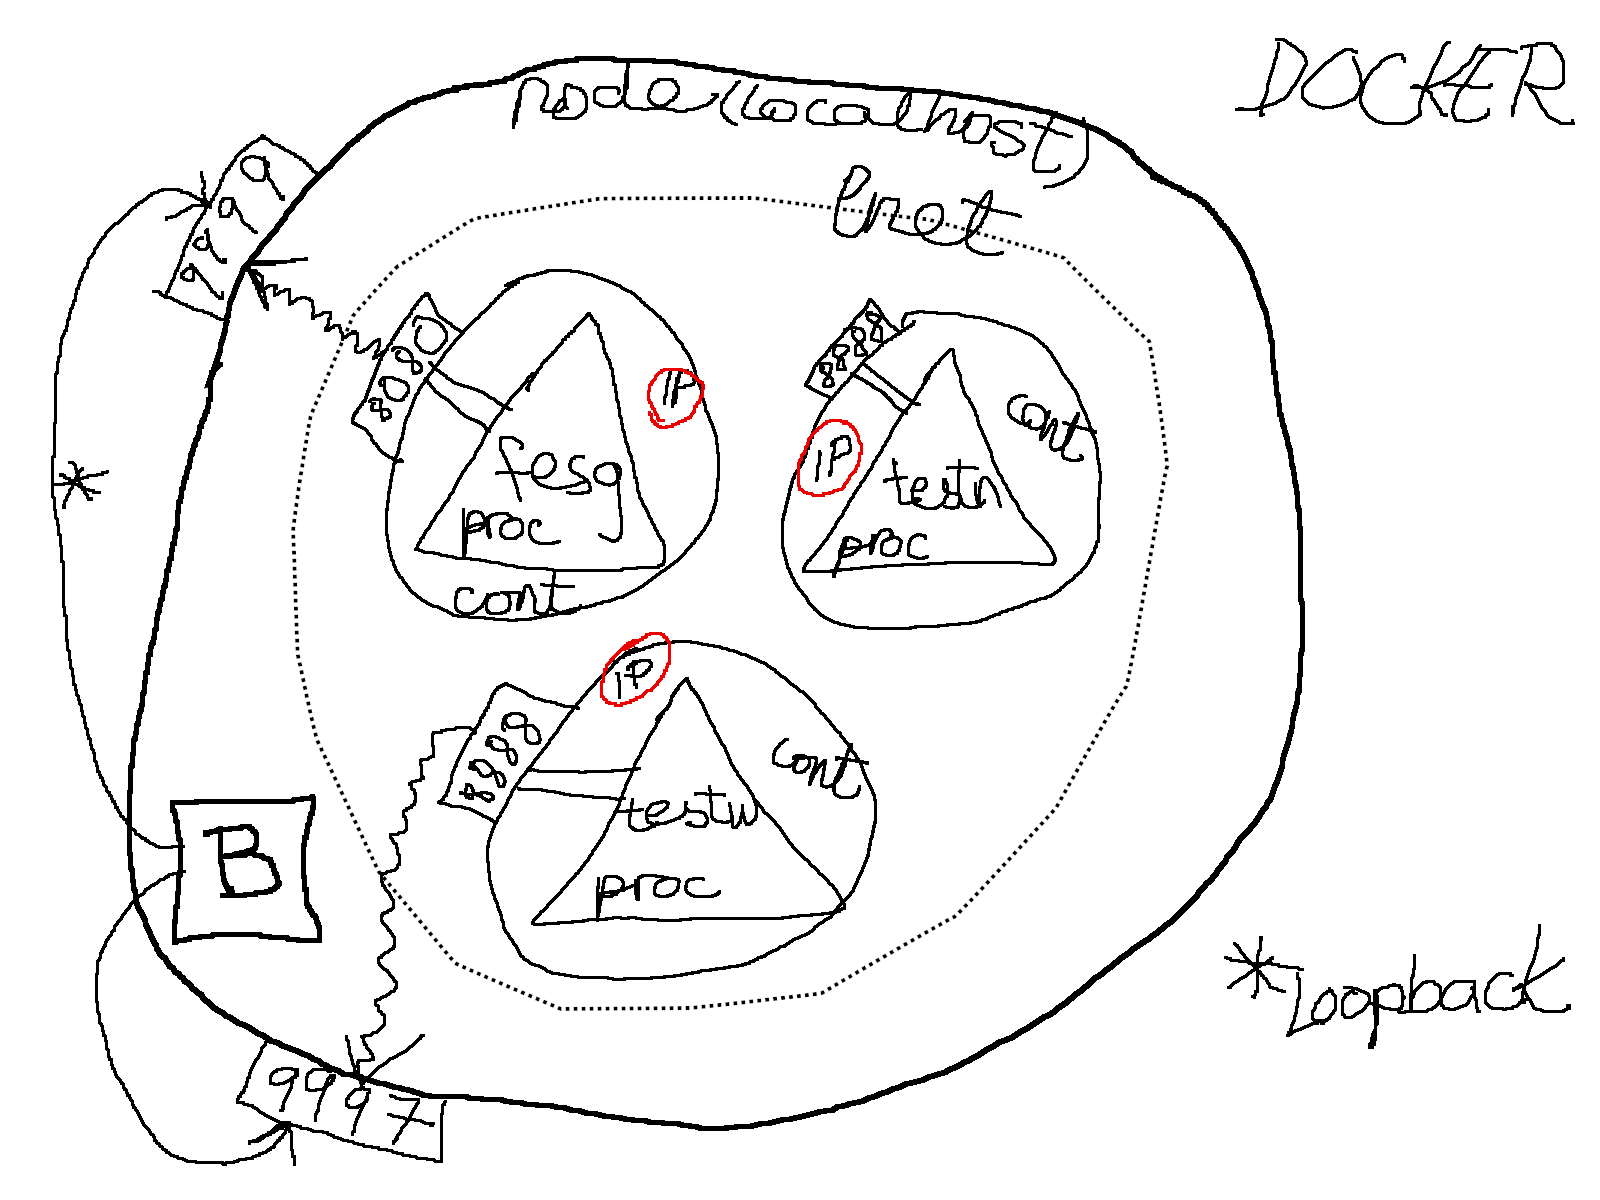 DOCKER
node (localhost)
bnet
9999
8080
IP
fesg
proc
cont
8888
IP
cont
testn
proc
IP
8888
cont
testw
proc
*
B
9997
*Loopback